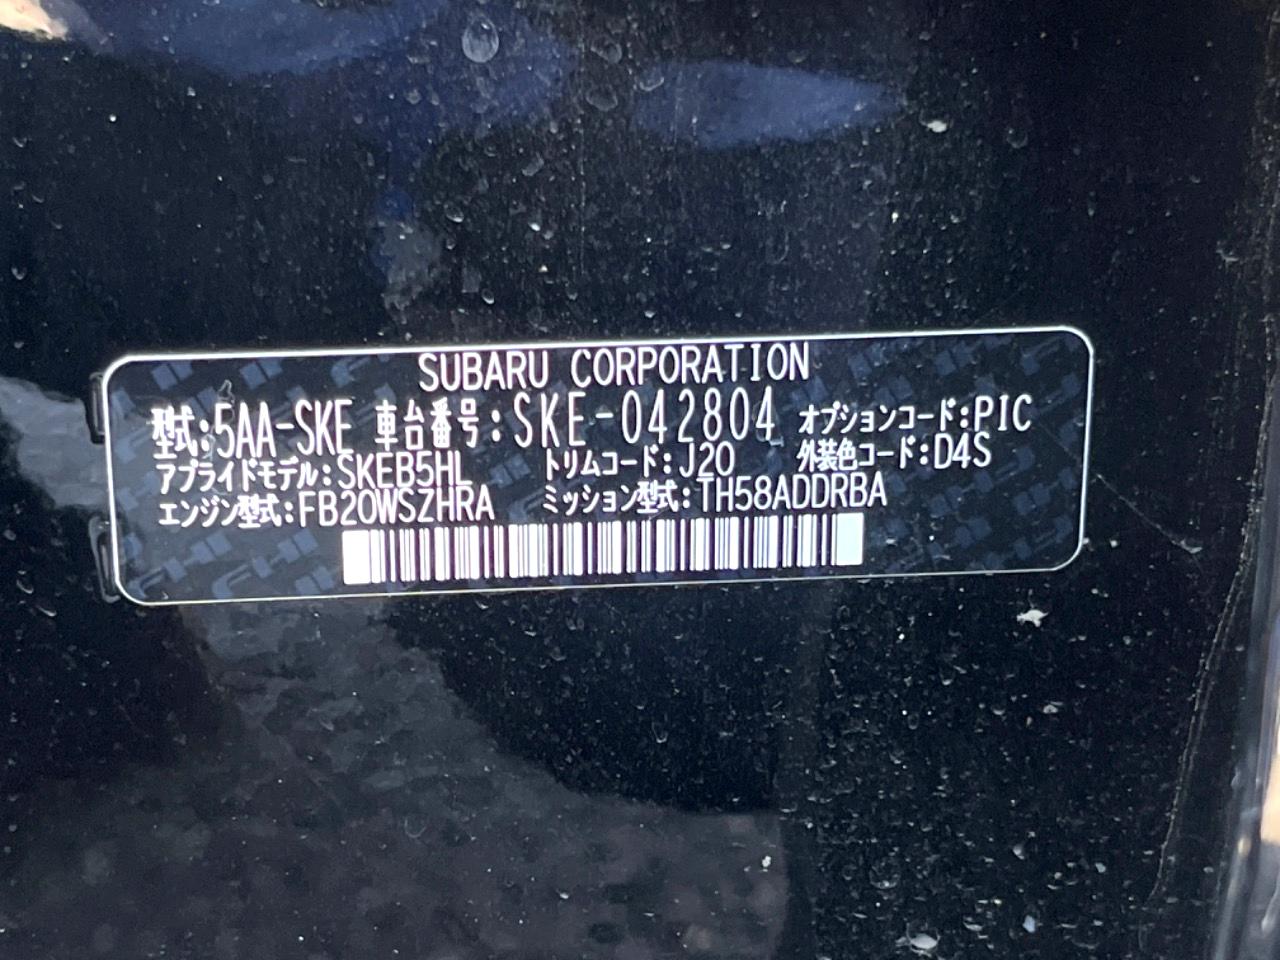 SUBARU CORPORATION
型式:5AA-SKE 車台番号:SKE-042804 オプションコード:PIC
アプライドモデル:SKEB5HL トリムコード:J20 外装色コード:D4S
エンジン型式:FB20WSZHRA ミッション型式:TH58ADDRBA